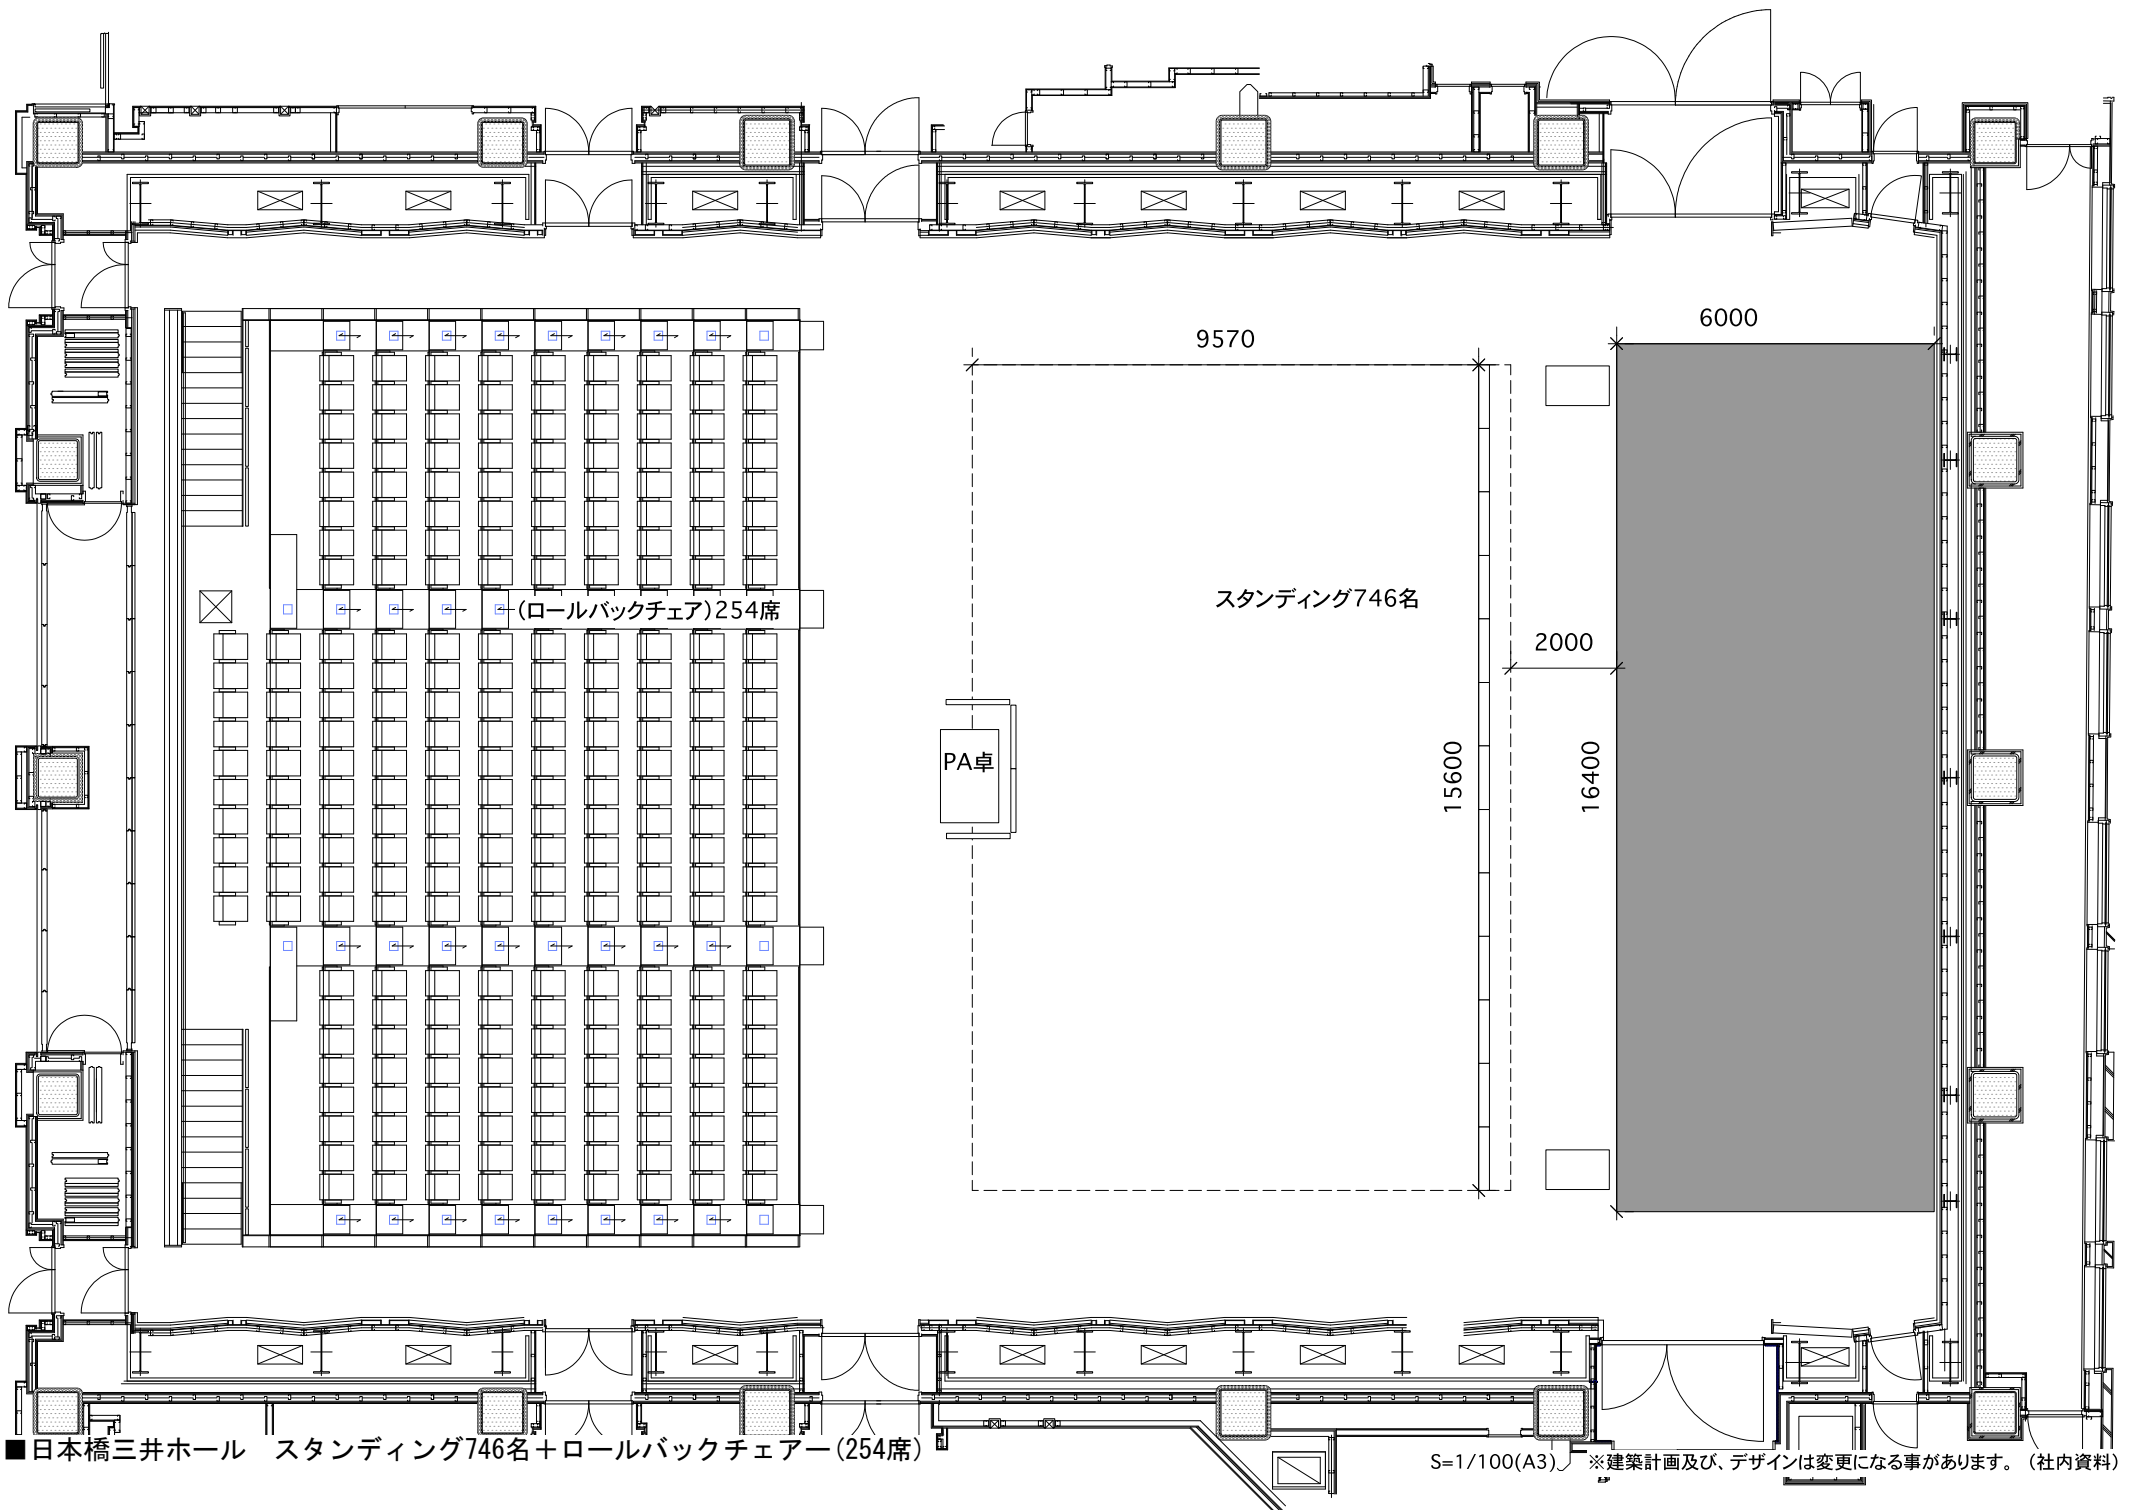 6000
9570
スタンディング746名
(ロールバックチェア)254席
2000
PA卓
15600
16400
■日本橋三井ホール　スタンディング746名＋ロールバックチェアー(254席)
S=1/100(A3)
※建築計画及び、デザインは変更になる事があります。（社内資料）